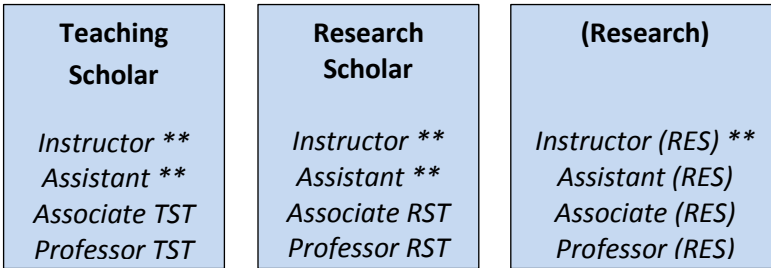 Teaching
Scholar
Instructor **
Assistant **
Associate TST
Professor TST
Research
Scholar
Instructor **
Assistant **
Associate RST
Professor RST
(Research)
Instructor (RES) **
Assistant (RES)
Associate (RES)
Professor (RES)